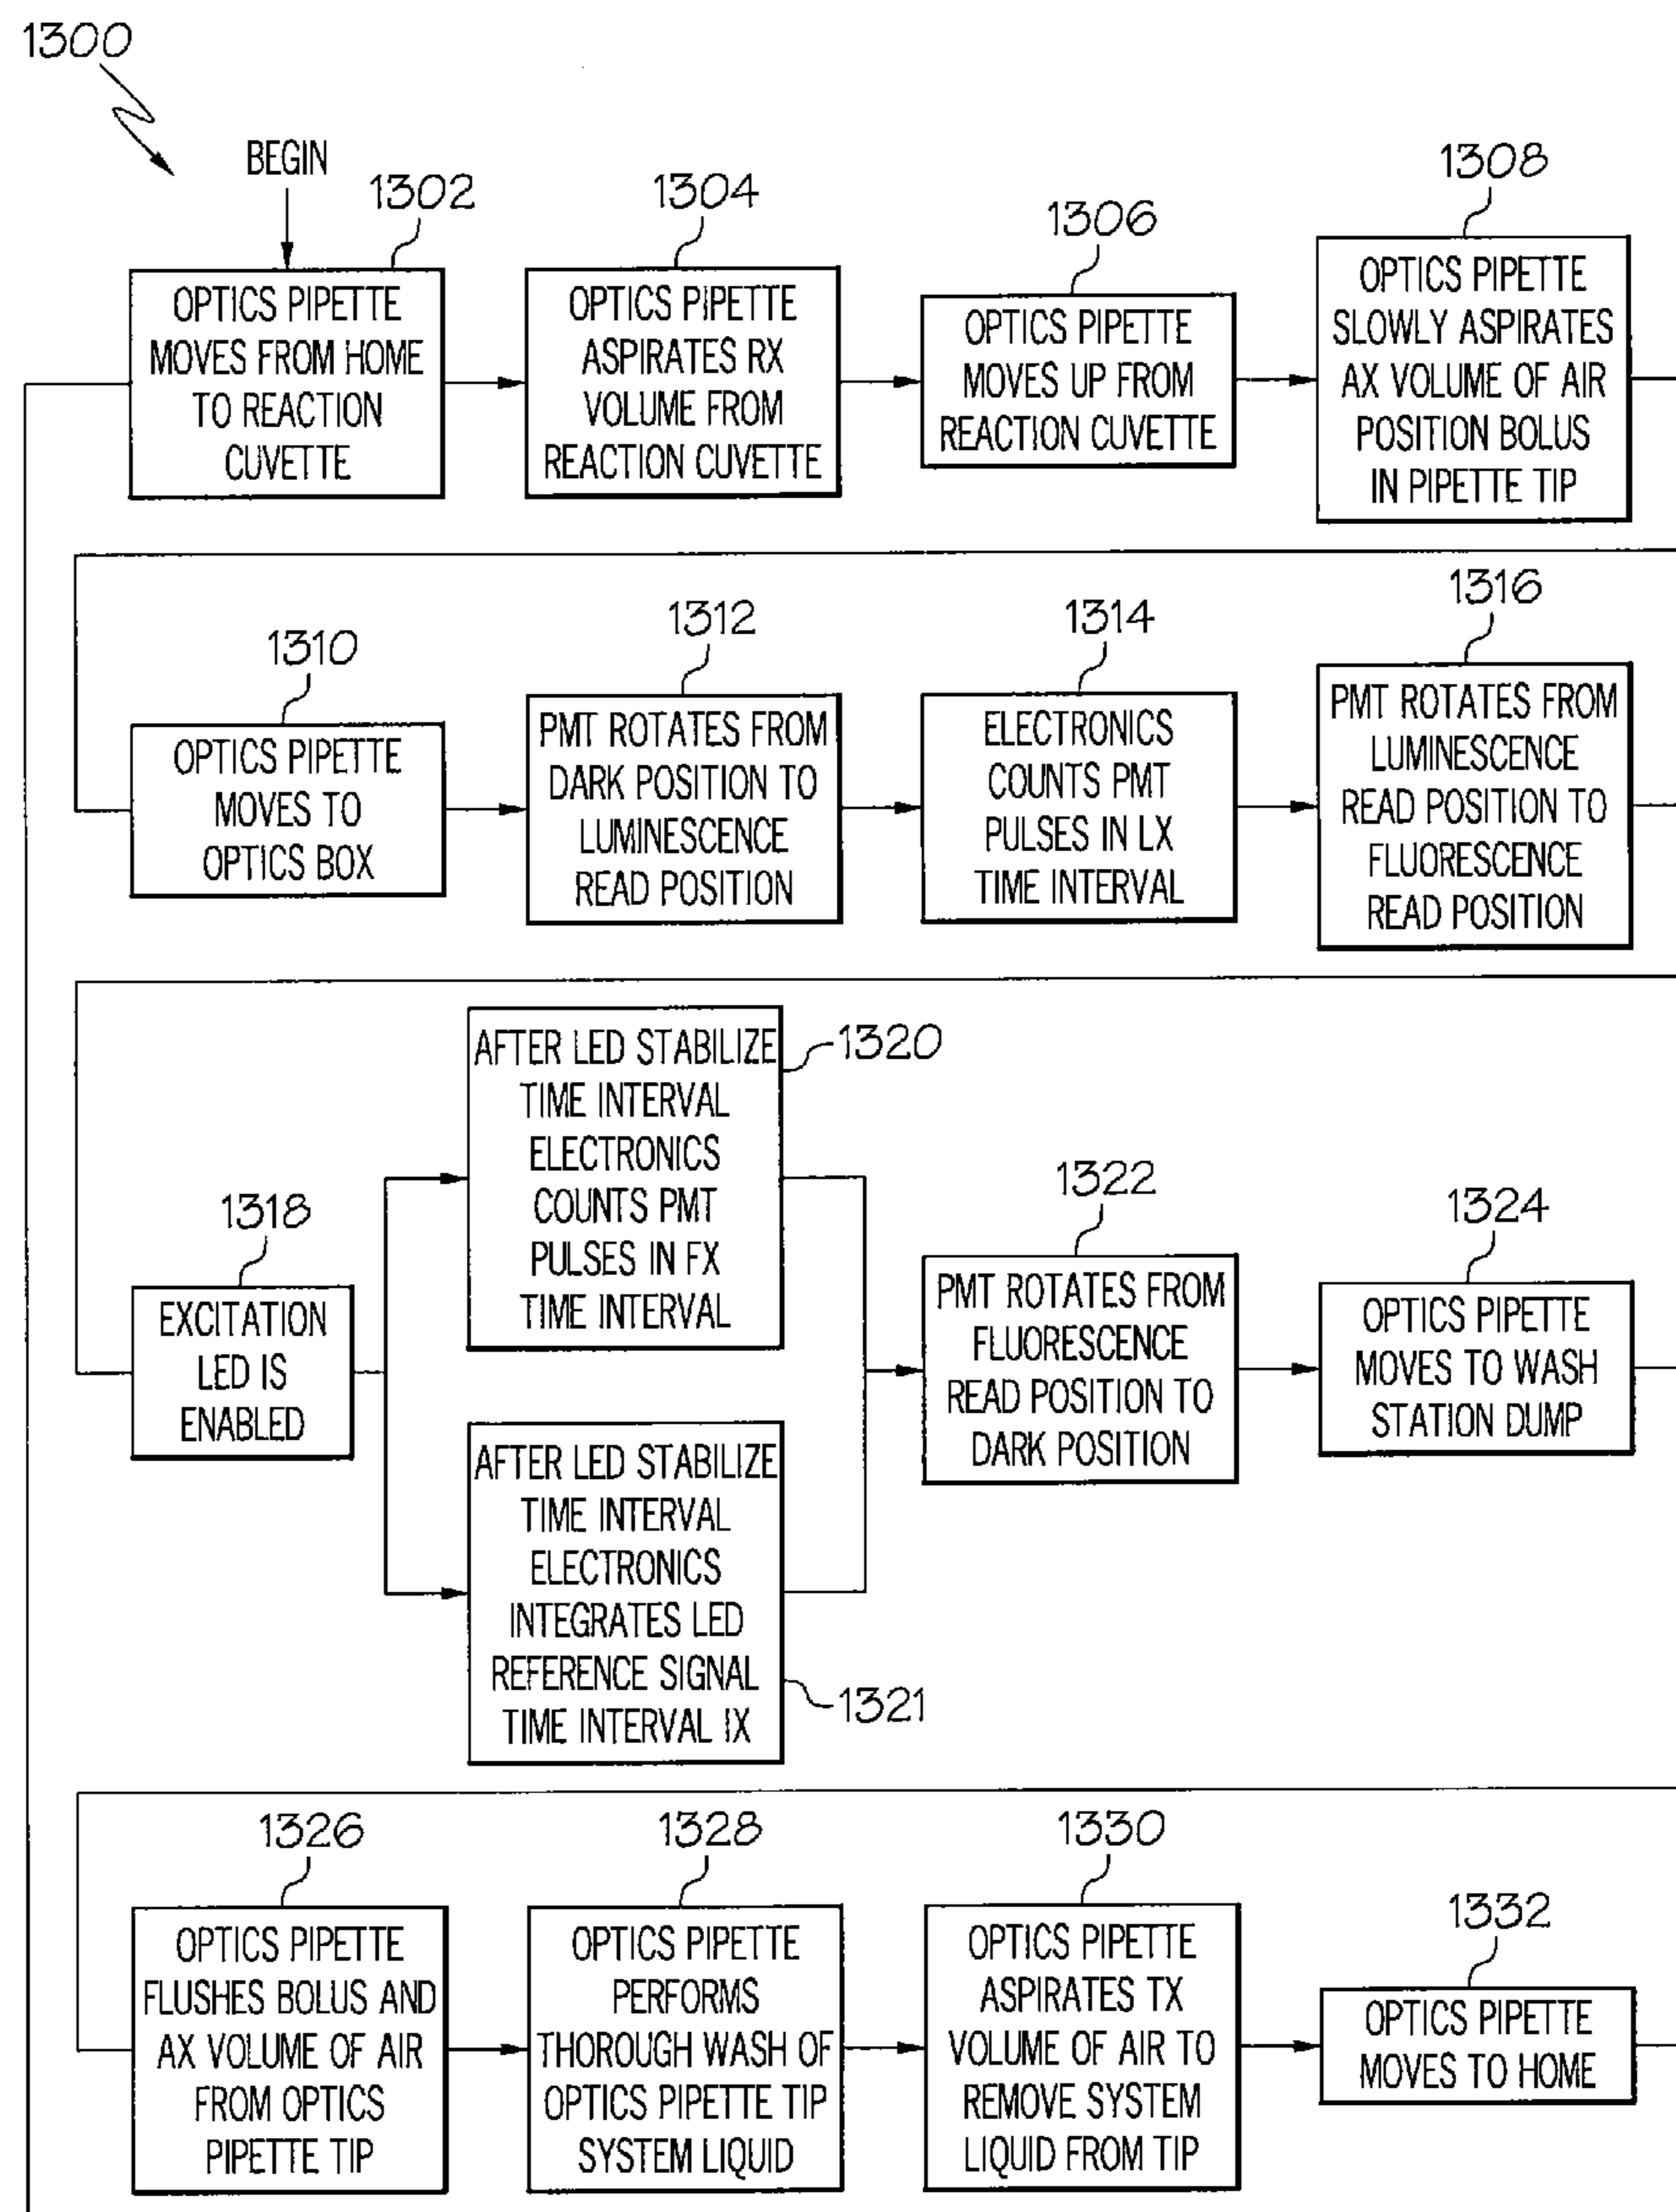 1300
BEGIN
1302
OPTICS PIPETTE
MOVES FROM HOME
TO REACTION
CUVETTE
1304
OPTICS PIPETTE
ASPIRATES RX
VOLUME FROM
REACTION CUVETTE
1306
OPTICS PIPETTE
MOVES UP FROM
REACTION CUVETTE
1308
OPTICS PIPETTE
SLOWLY ASPIRATES
AX VOLUME OF AIR
POSITION BOLUS
IN PIPETTE TIP
1310
OPTICS PIPETTE
MOVES TO
OPTICS BOX
1312
PMT ROTATES FROM
DARK POSITION TO
LUMINESCENCE
READ POSITION
1314
ELECTRONICS
COUNTS PMT
PULSES IN LX
TIME INTERVAL
1316
PMT ROTATES FROM
LUMINESCENCE
READ POSITION TO
FLUORESCENCE
READ POSITION
1318
EXCITATION
LED IS
ENABLED
1320
AFTER LED STABILIZE
TIME INTERVAL
ELECTRONICS
COUNTS PMT
PULSES IN FX
TIME INTERVAL
1321
AFTER LED STABILIZE
TIME INTERVAL
ELECTRONICS
INTEGRATES LED
REFERENCE SIGNAL
TIME INTERVAL IX
1322
PMT ROTATES FROM
FLUORESCENCE
READ POSITION TO
DARK POSITION
1324
OPTICS PIPETTE
MOVES TO WASH
STATION DUMP
1326
OPTICS PIPETTE
FLUSHES BOLUS AND
AX VOLUME OF AIR
FROM OPTICS
PIPETTE TIP
1328
OPTICS PIPETTE
PERFORMS
THOROUGH WASH OF
OPTICS PIPETTE TIP
SYSTEM LIQUID
1330
OPTICS PIPETTE
ASPIRATES TX
VOLUME OF AIR TO
REMOVE SYSTEM
LIQUID FROM TIP
1332
OPTICS PIPETTE
MOVES TO HOME